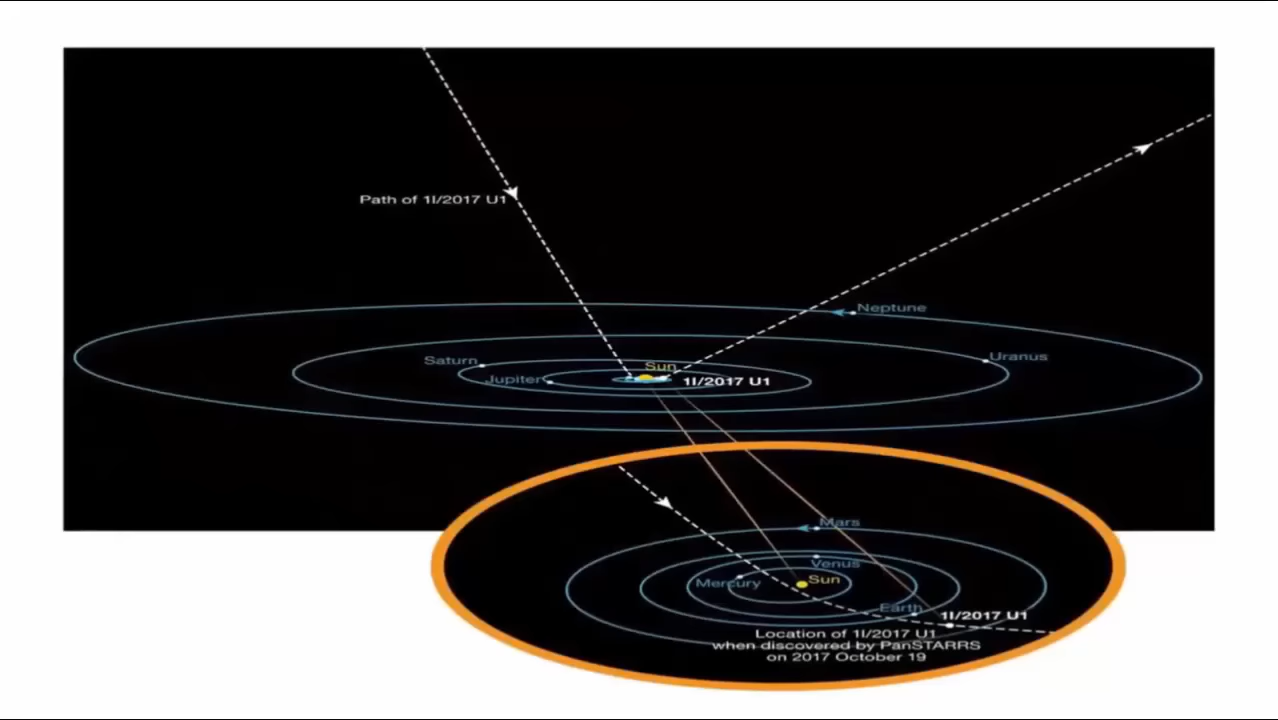 Path of 1I/2017 U1
Neptune
Saturn
Uranus
Sun
Jupiter
1I/2017 U1
Mars
Venus
Mercury
Sun
Earth
1I/2017 U1
Location of 1I/2017 U1
when discovered by PanSTARRS
on 2017 October 19